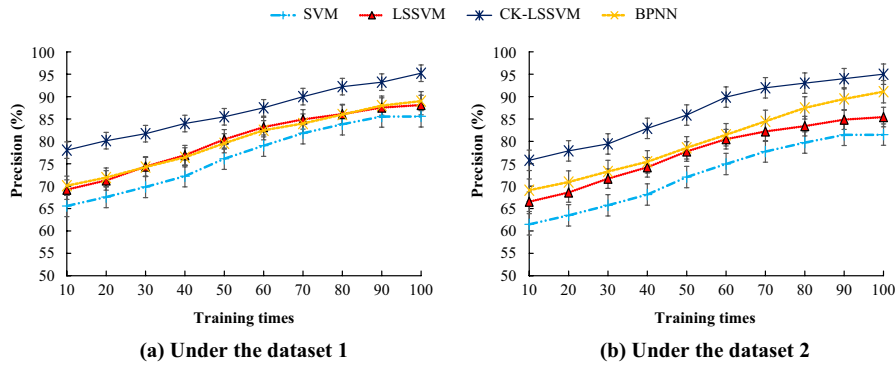 SVM LSSVM CK-LSSVM BPNN
Precision (%)
100
95
90
85
80
75
70
65
60
55
50
10 20 30 40 50 60 70 80 90 100
Training times
(a) Under the dataset 1
Precision (%)
100
95
90
85
80
75
70
65
60
55
50
10 20 30 40 50 60 70 80 90 100
Training times
(b) Under the dataset 2